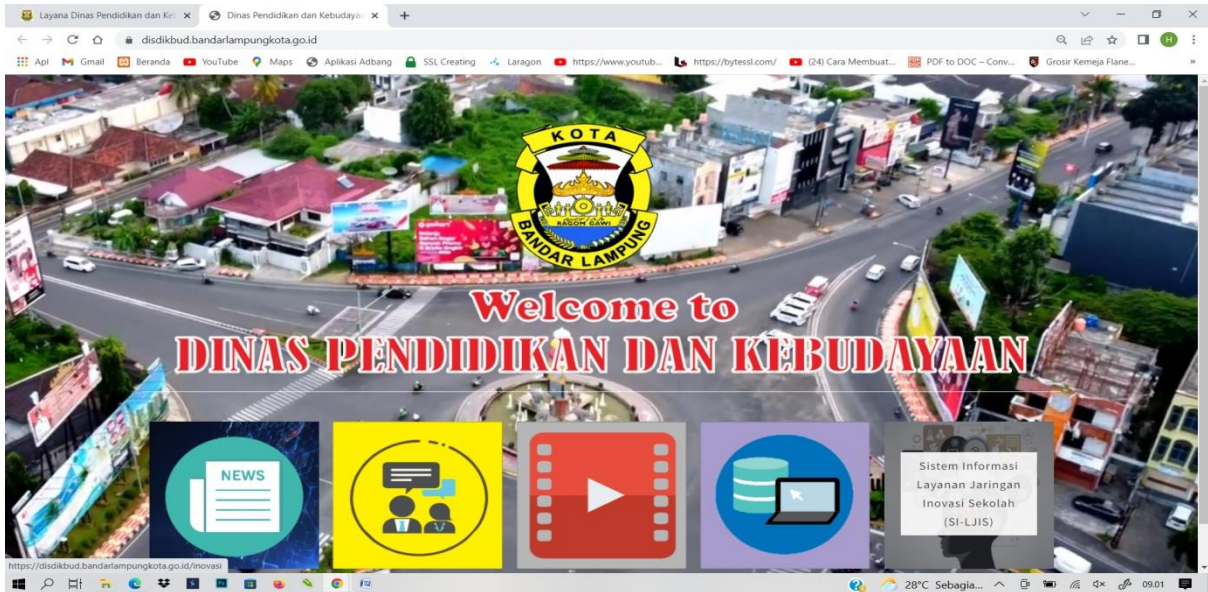 Layana Dinas Pendidikan dan Ke
Dinas Pendidikan dan Kebudaya
disdikbud.bandarlampungkota.go.id
H
Apl
Gmail
Beranda
YouTube
Maps
Aplikasi Adbang
SSL Creating
Laragon
https://www.youtub...
https://bytessl.com/
(24) Cara Membuat...
PDF to DOC – Conv...
Grosir Kemeja Flane...
KOTA
RAGOM GAWI
BANDAR LAMPUNG
Welcome to
DINAS PENDIDIKAN DAN KEBUDAYAAN
NEWS
Sistem Informasi
Layanan Jaringan
Inovasi Sekolah
(SI-LJIS)
https://disdikbud.bandarlampungkota.go.id/inovasi
28°C Sebagia...
09.01